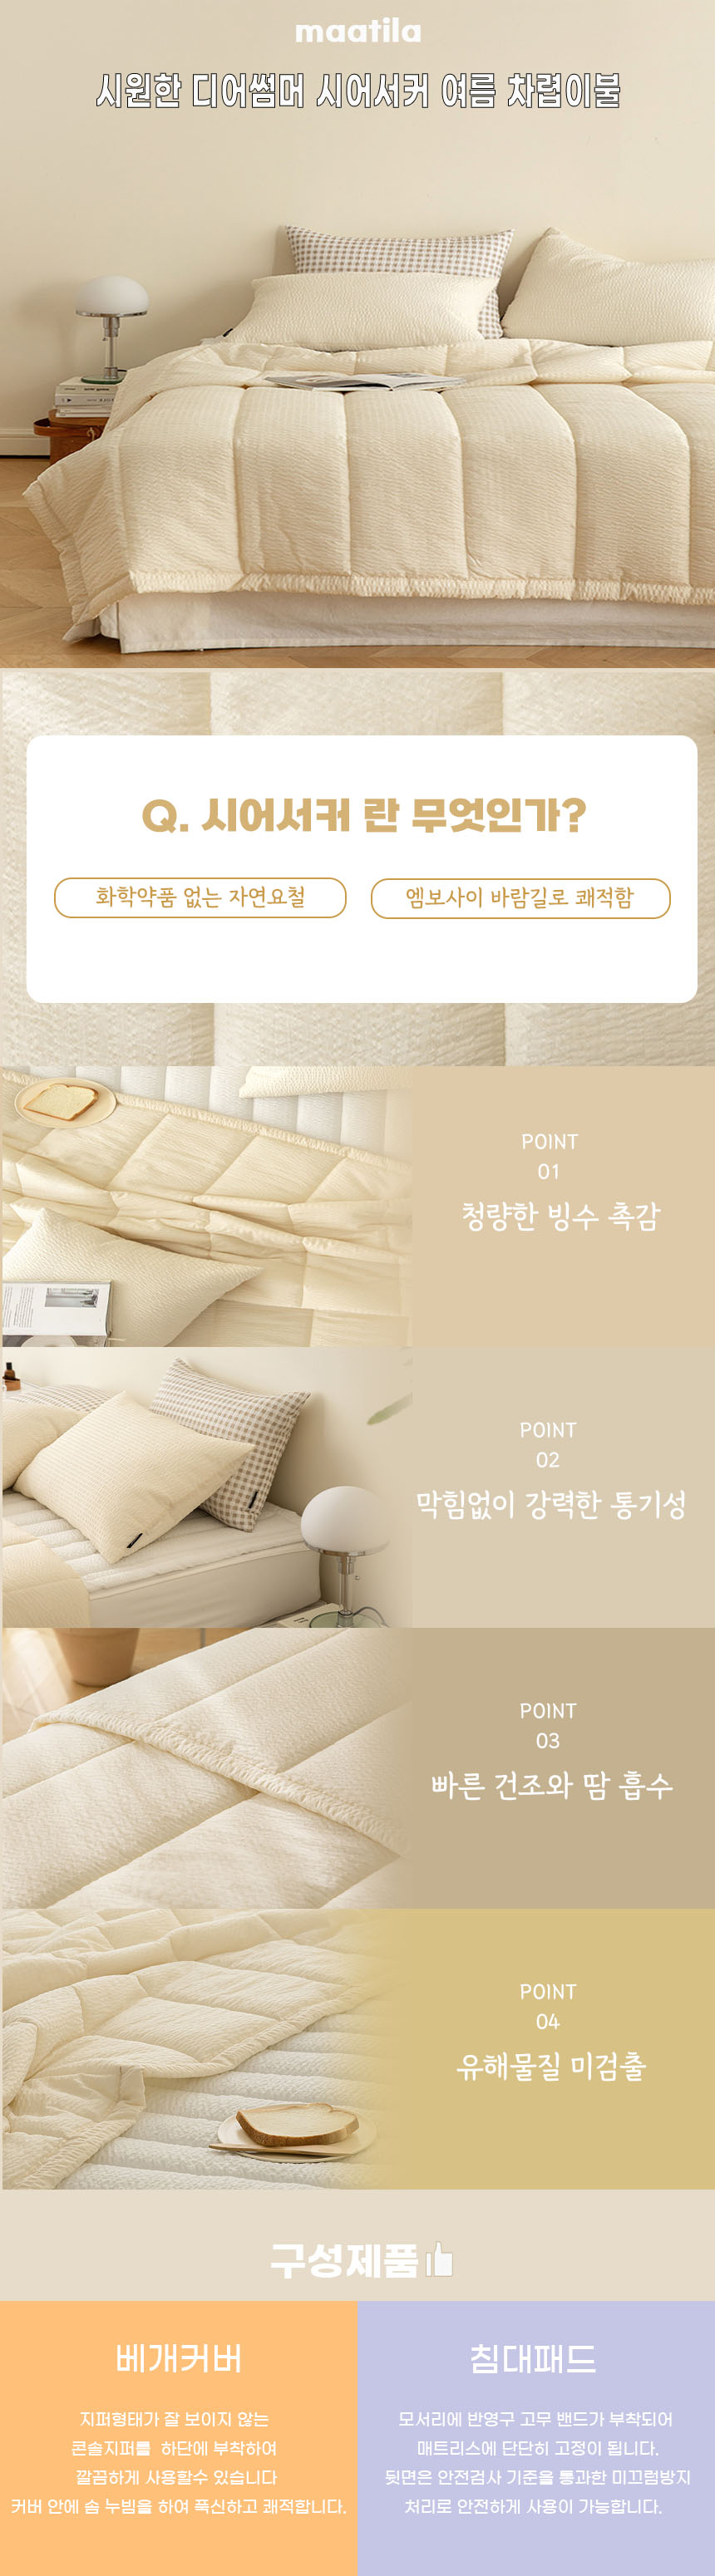 maatila
시원한 디어썸머 시어서커 여름 차렵이불
Q. 시어서커 란 무엇인가?
화학약품 없는 자연요철
엠보사이 바람길로 쾌적함
POINT
01
청량한 빙수 촉감
POINT
02
막힘없이 강력한 통기성
POINT
03
빠른 건조와 땀 흡수
POINT
04
유해물질 미검출
구성제품
베개커버
지퍼형태가 잘 보이지 않는
콘솔지퍼를 하단에 부착하여
깔끔하게 사용할수 있습니다
커버 안에 솜 누빔을 하여 푹신하고 쾌적합니다.
침대패드
모서리에 반영구 고무 밴드가 부착되어
매트리스에 단단히 고정이 됩니다.
뒷면은 안전검사 기준을 통과한 미끄럼방지
처리로 안전하게 사용이 가능합니다.